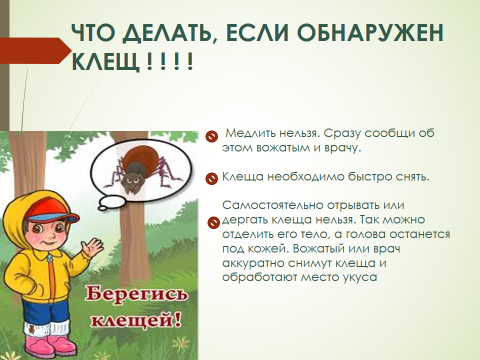 ЧТО ДЕЛАТЬ, ЕСЛИ ОБНАРУЖЕН
КЛЕЩ ! ! ! !
Медлить нельзя. Сразу сообщи об
этом вожатым и врачу.
Клеща необходимо быстро снять.
Самостоятельно отрывать или
дергать клеща нельзя. Так можно
отделить его тело, а голова останется
под кожей. Вожатый или врач
аккуратно снимут клеща и
обработают место укуса
Берегись
клещей!